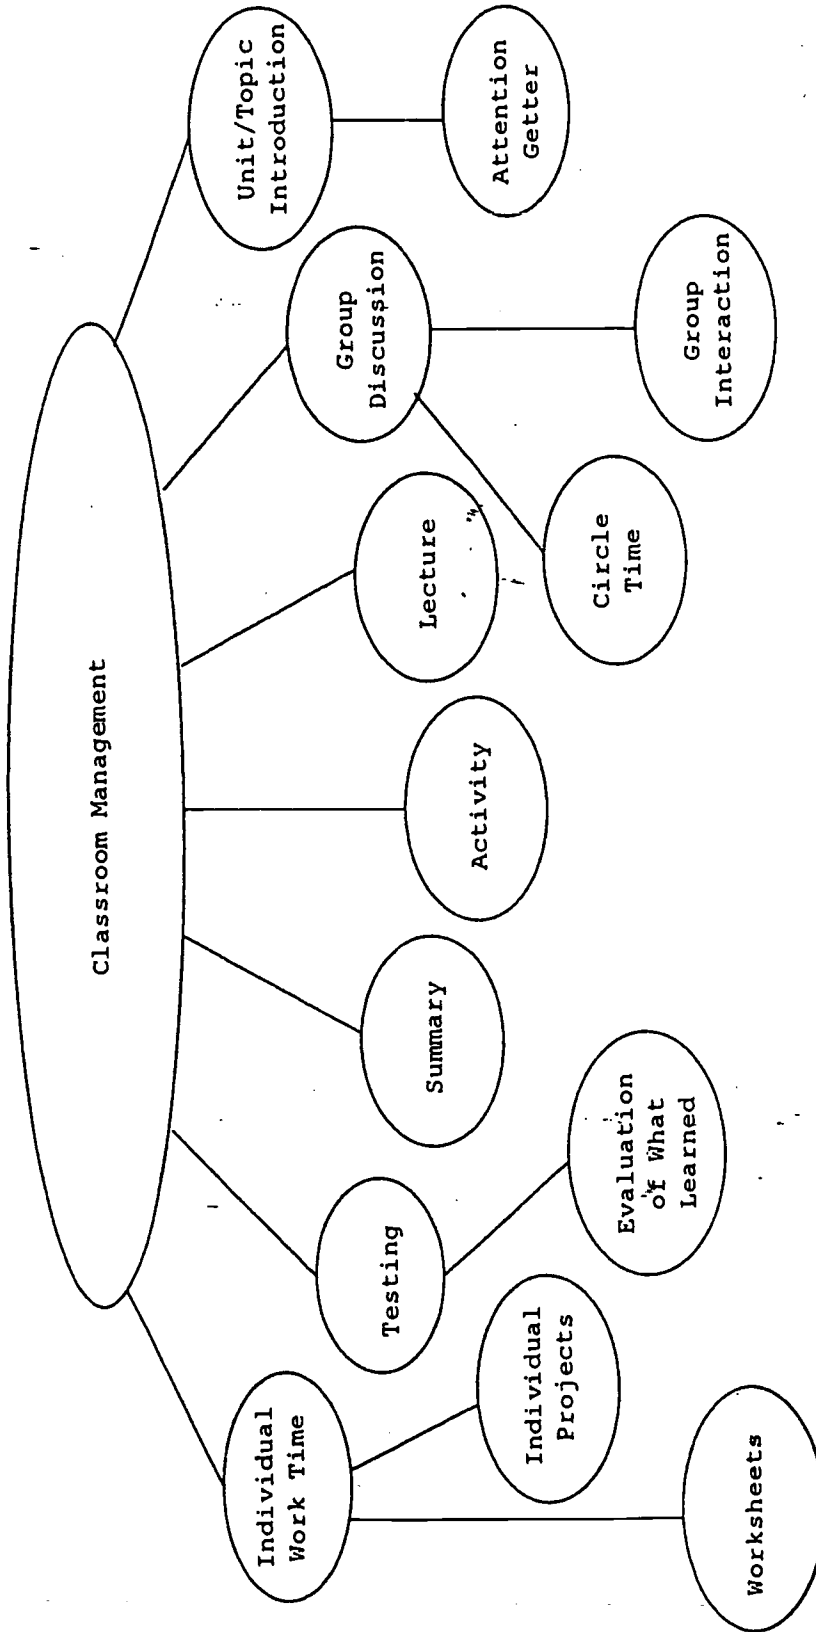 Classroom Management
Individual
Work Time
Testing
Summary
Activity
Lecture
Group
Discussion
Unit/Topic
Introduction
Worksheets
Individual
Projects
Evaluation
of What
Learned
Circle
Time
Group
Interaction
Attention
Getter